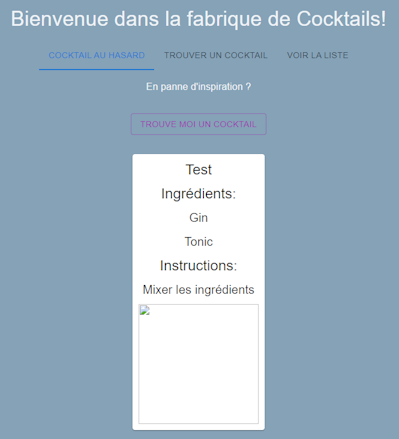 Bienvenue dans la fabrique de Cocktails!
COCKTAIL AU HASARD TROUVER UN COCKTAIL VOIR LA LISTE
En panne d'inspiration ?
TROUVE MOI UN COCKTAIL
Test
Ingrédients:
Gin
Tonic
Instructions:
Mixer les ingrédients